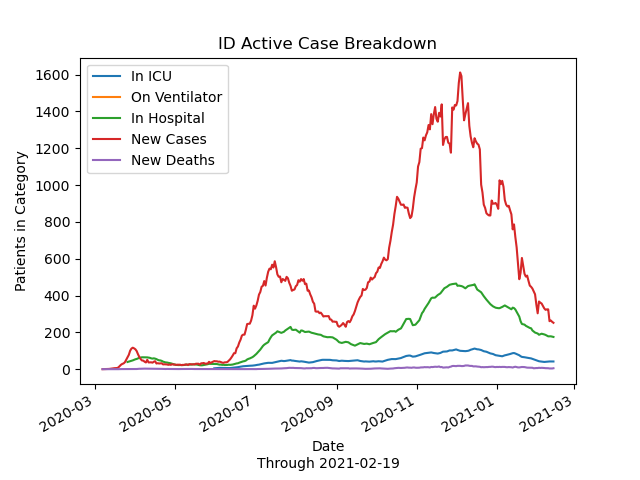 ID Active Case Breakdown
In ICU
On Ventilator
In Hospital
New Cases
New Deaths
Patients in Category
1600
1400
1200
1000
800
600
400
200
0
2020-03
2020-05
2020-07
2020-09
2020-11
2021-01
2021-03
Date
Through 2021-02-19